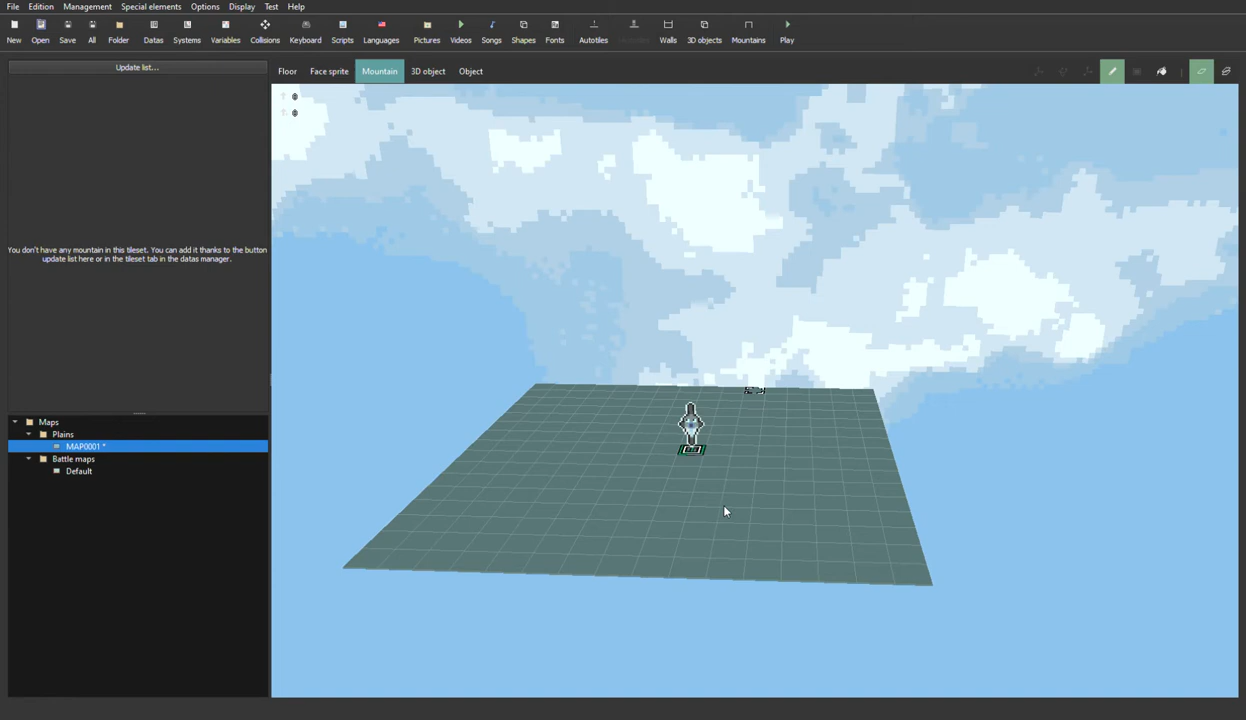 File Edition Management Special elements Options Display Test Help
New Open Save All Folder Datas Systems Variables Collisions Keyboard Scripts Languages Pictures Videos Songs Shapes Fonts Autotiles Walls 3D objects Mountains Play
Update list...
Floor Face sprite Mountain 3D object Object
You don't have any mountain in this tileset. You can add it thanks to the button
update list here or in the tileset tab in the datas manager.
Maps
Plains
MAP0001 *
Battle maps
Default